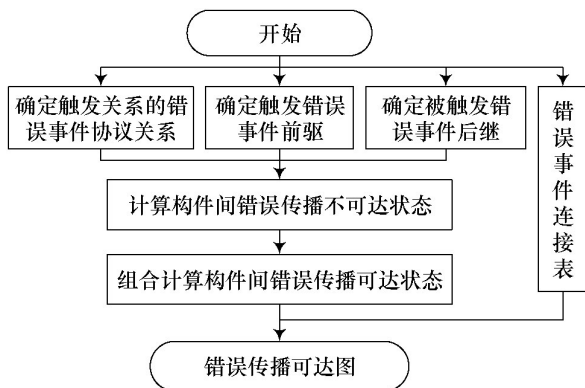 开始
确定触发关系的错
误事件协议关系
确定触发错误
事件前驱
确定被触发错
误事件后继
错误事件连接表
计算构件间错误传播不可达状态
组合计算构件间错误传播可达状态
错误传播可达图